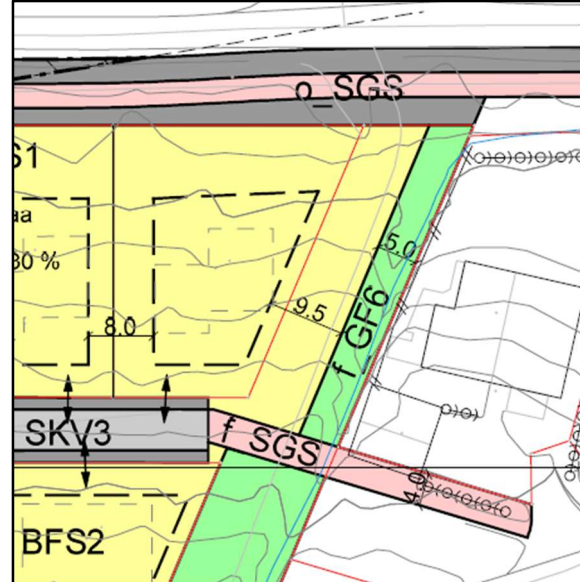 o_SGS
S1
aa
30 %
5.0
9.5
8.0
f_GF6
SKV3
f_SGS
4.0
BFS2